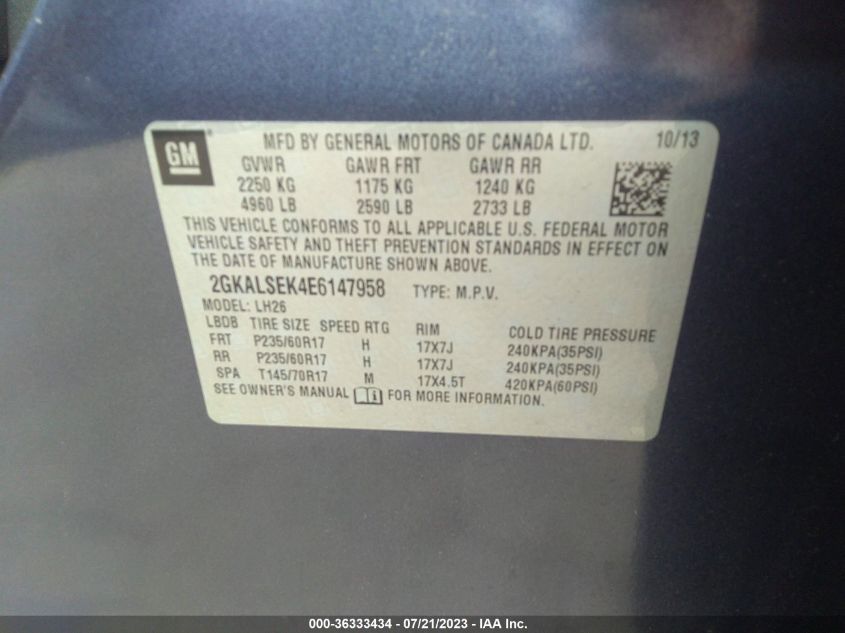 GM
MFD BY GENERAL MOTORS OF CANADA LTD. 10/13
GVWR GAWR FRT GAWR RR
2250 KG 1175 KG 1240 KG
4960 LB 2590 LB 2733 LB
THIS VEHICLE CONFORMS TO ALL APPLICABLE U.S. FEDERAL MOTOR
VEHICLE SAFETY AND THEFT PREVENTION STANDARDS IN EFFECT ON
THE DATE OF MANUFACTURE SHOWN ABOVE.
2GKALSEK4E6147958 TYPE: M.P.V.
MODEL: LH26
LBDB TIRE SIZE SPEED RTG RIM COLD TIRE PRESSURE
FRT P235/60R17 H 17X7J 240KPA(35PSI)
RR P235/60R17 H 17X7J 240KPA(35PSI)
SPA T145/70R17 M 17X4.5T 420KPA(60PSI)
SEE OWNER'S MANUAL FOR MORE INFORMATION.
000-36333434 - 07/21/2023 - IAA Inc.